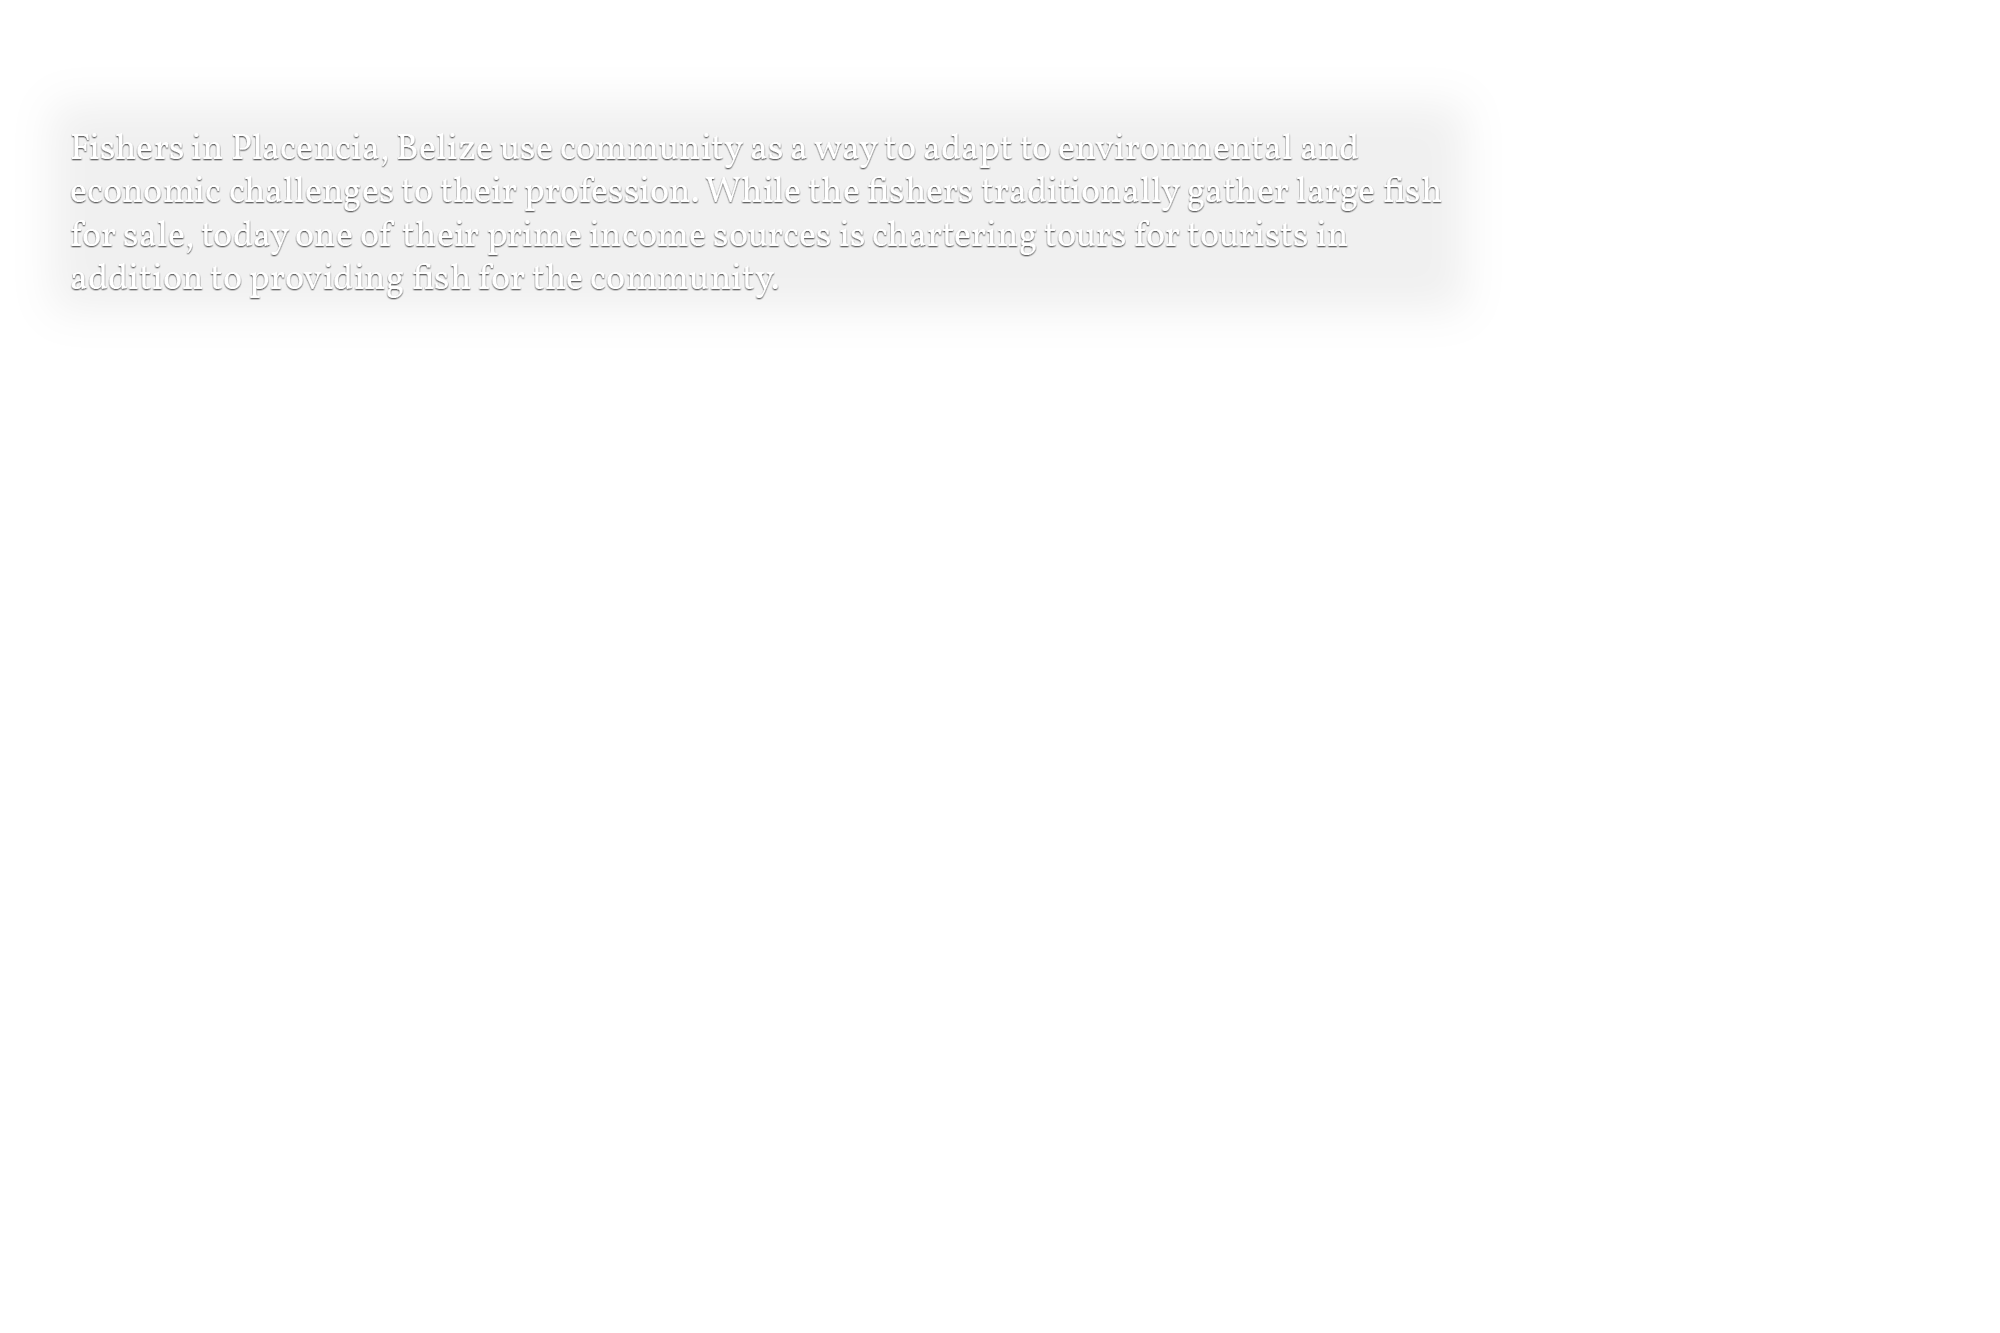 Fishers in Placencia, Belize use community as a way to adapt to environmental and
economic challenges to their profession. While the fishers traditionally gather large fish
for sale, today one of their prime income sources is chartering tours for tourists in
addition to providing fish for the community.